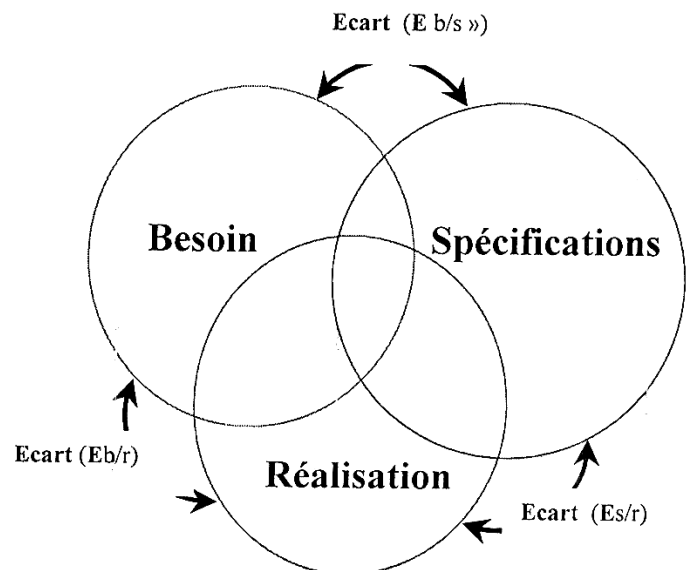 Ecart (E b/s »)
Besoin
Spécifications
Ecart (Eb/r)
Réalisation
Ecart (Es/r)